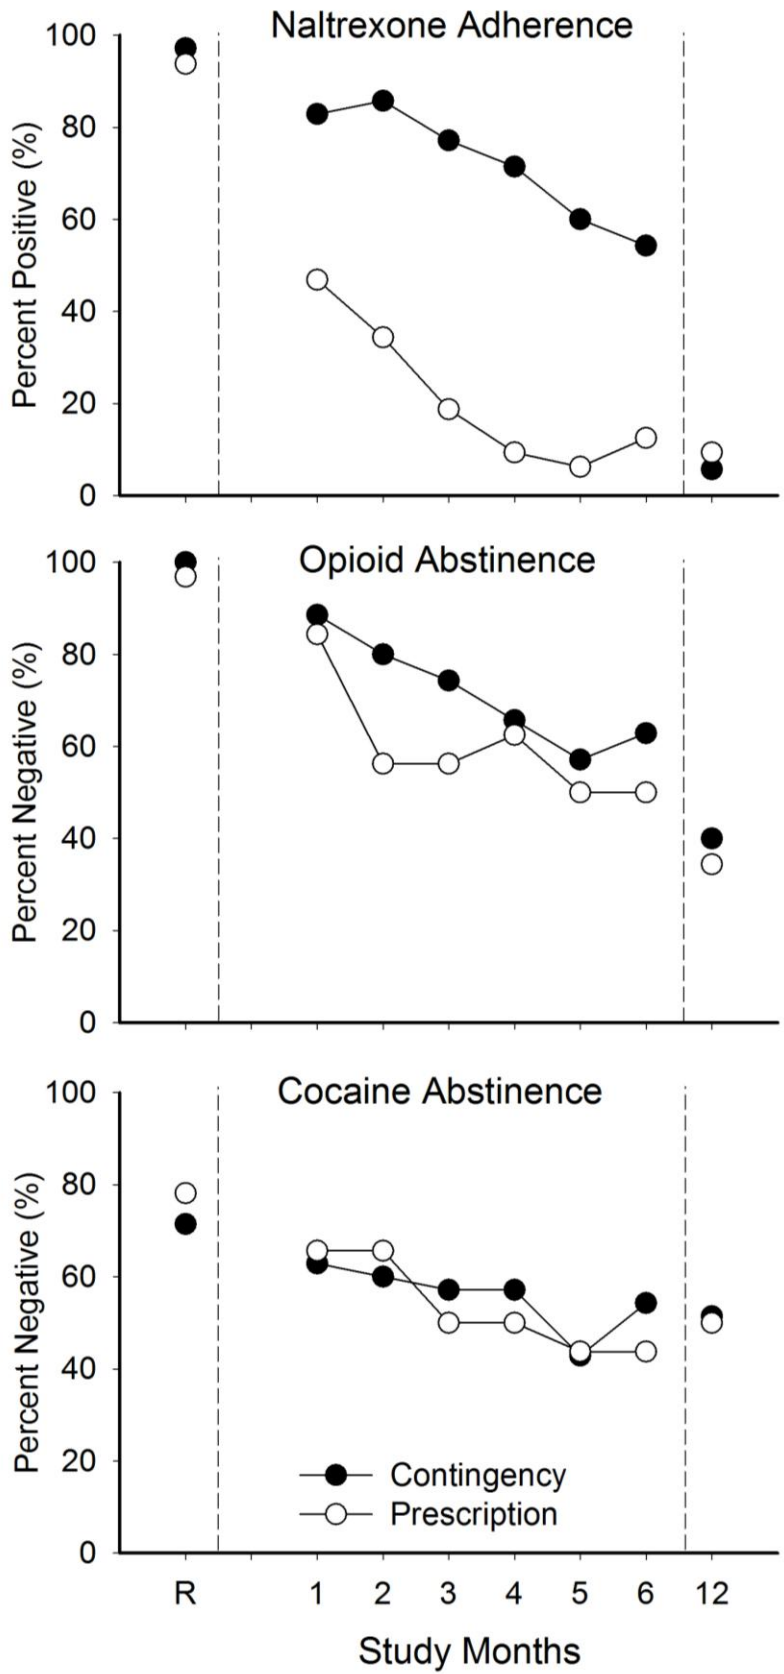 Naltrexone Adherence
Percent Positive (%)
100
80
60
40
20
0
Opioid Abstinence
Percent Negative (%)
100
80
60
40
20
0
Cocaine Abstinence
Percent Negative (%)
100
80
60
40
20
0
Contingency
Prescription
R 1 2 3 4 5 6 12
Study Months